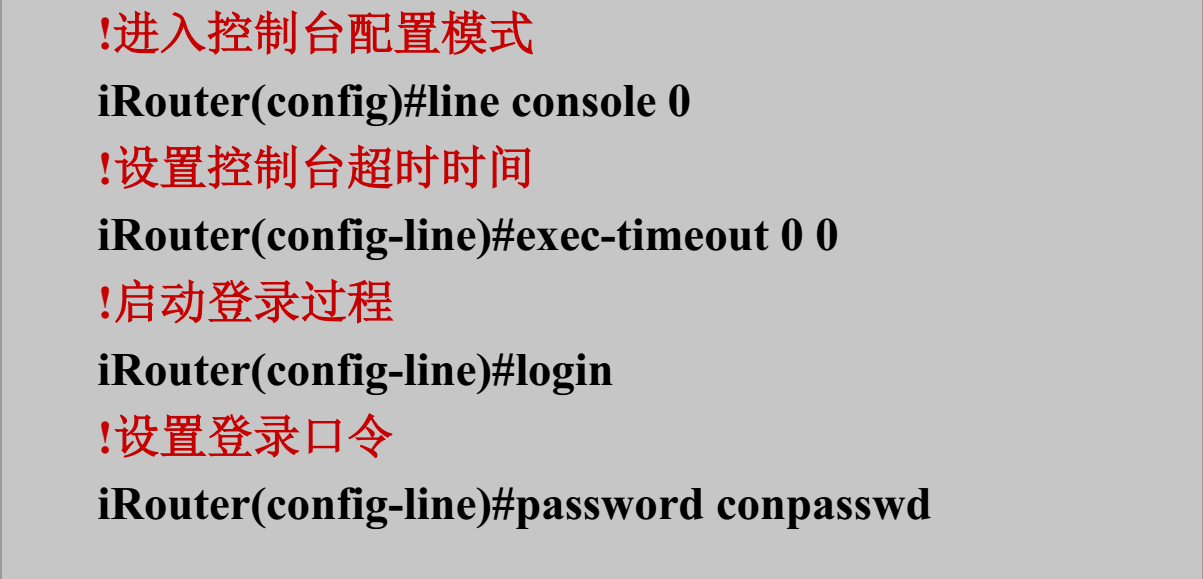 !进入控制台配置模式
iRouter(config)#line console 0
!设置控制台超时时间
iRouter(config-line)#exec-timeout 0 0
!启动登录过程
iRouter(config-line)#login
!设置登录口令
iRouter(config-line)#password conpasswd